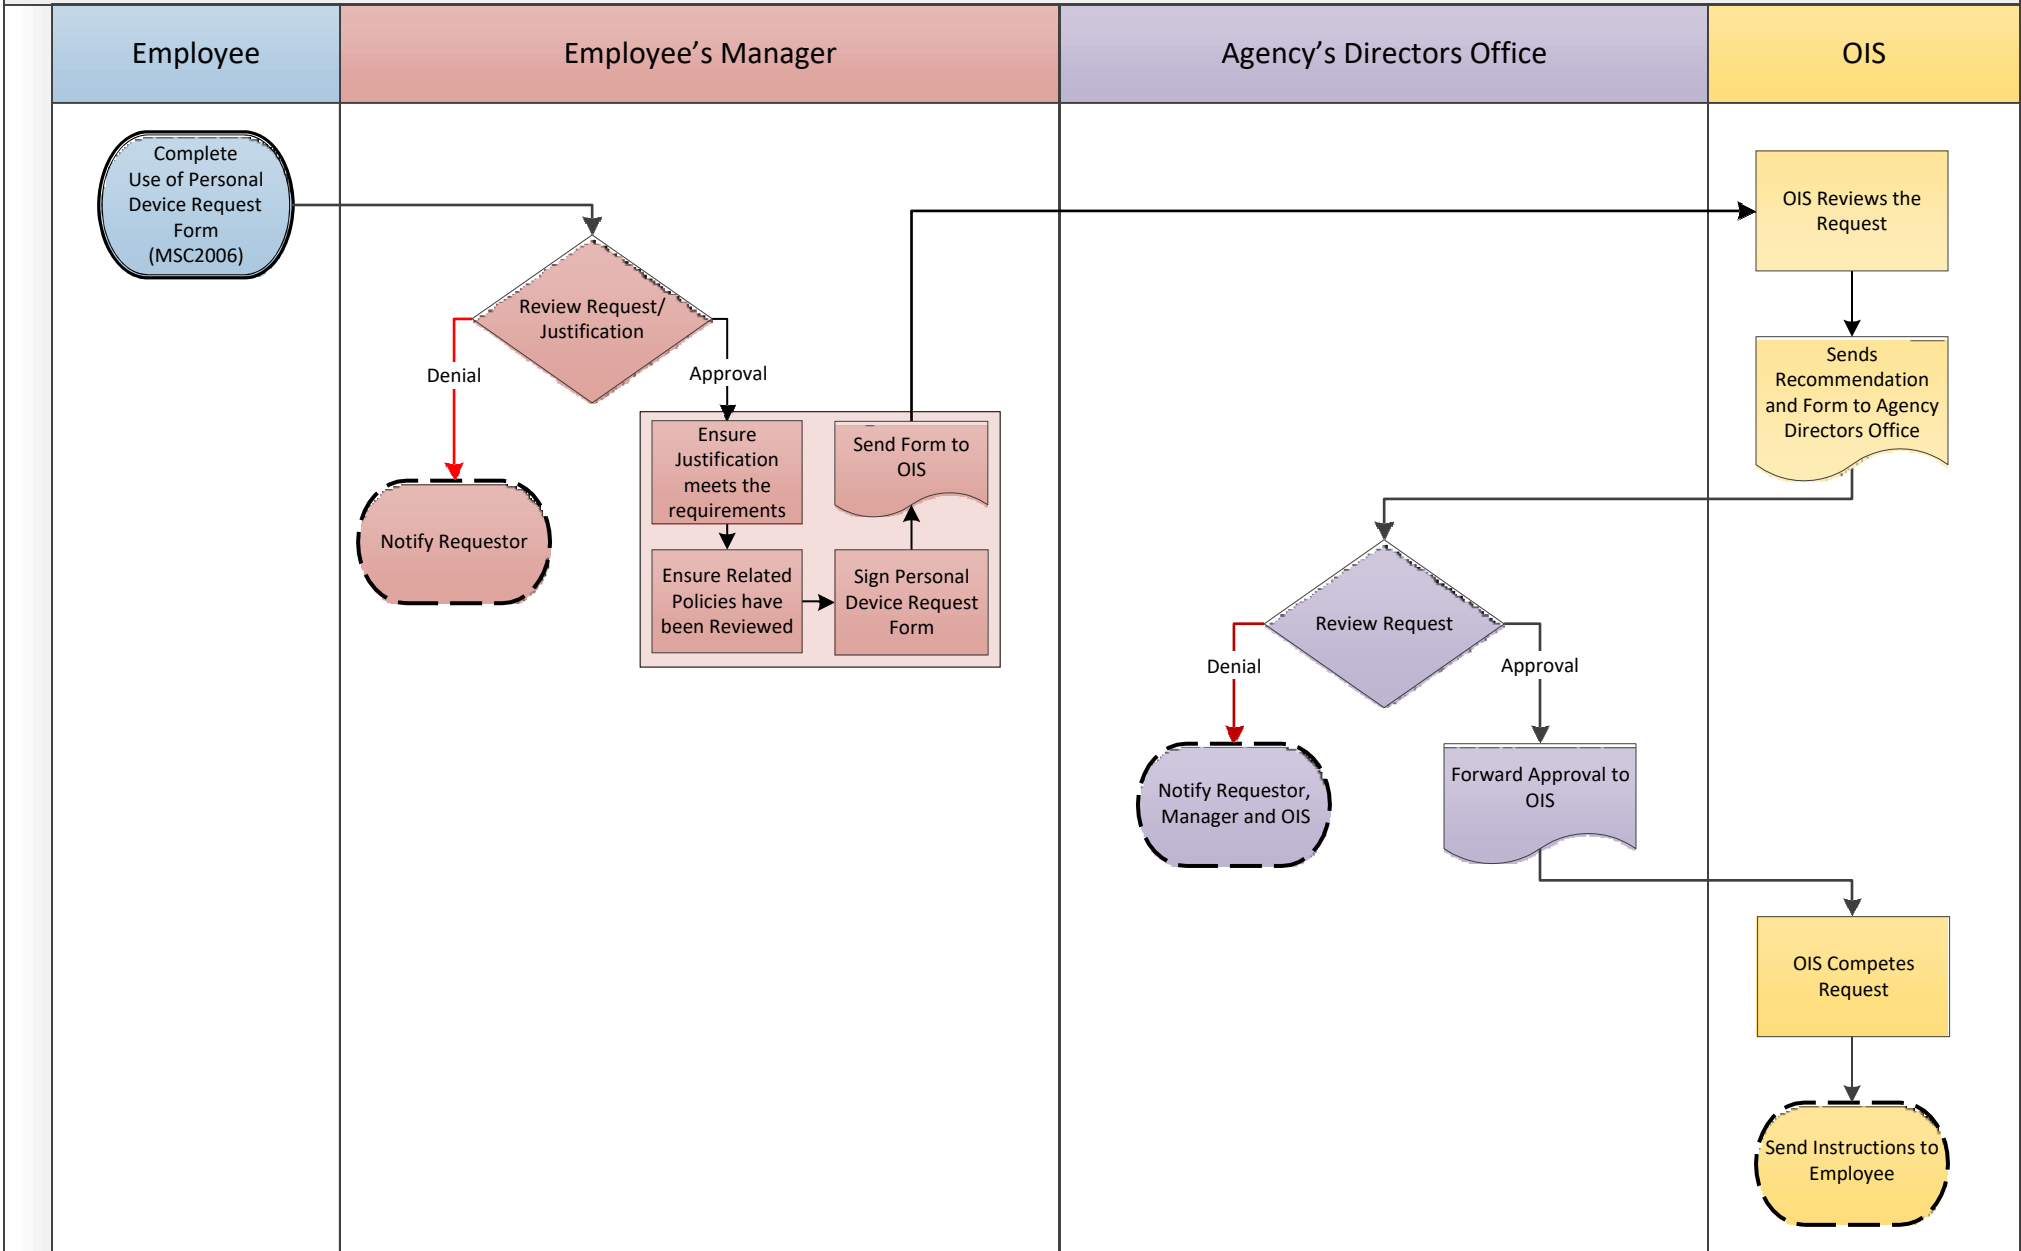 Employee
Employee's Manager
Agency's Directors Office
OIS
Complete
Use of Personal
Device Request
Form
(MSC2006)
Review Request/
Justification
Denial
Approval
Notify Requestor
Ensure
Justification
meets the
requirements
Ensure Related
Policies have
been Reviewed
Sign Personal
Device Request
Form
Send Form to
OIS
OIS Reviews the
Request
Sends
Recommendation
and Form to Agency
Directors Office
Review Request
Denial
Approval
Notify Requestor,
Manager and OIS
Forward Approval to
OIS
OIS Competes
Request
Send Instructions to
Employee